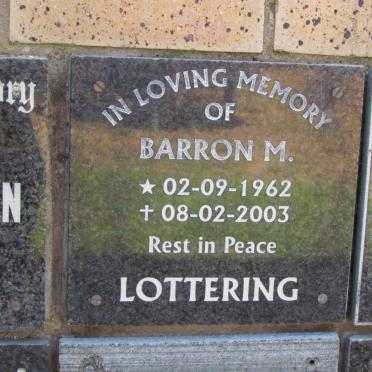 IN LOVING MEMORY
OF
BARRON M.
★ 02-09-1962
✝ 08-02-2003
Rest in Peace
LOTTERING